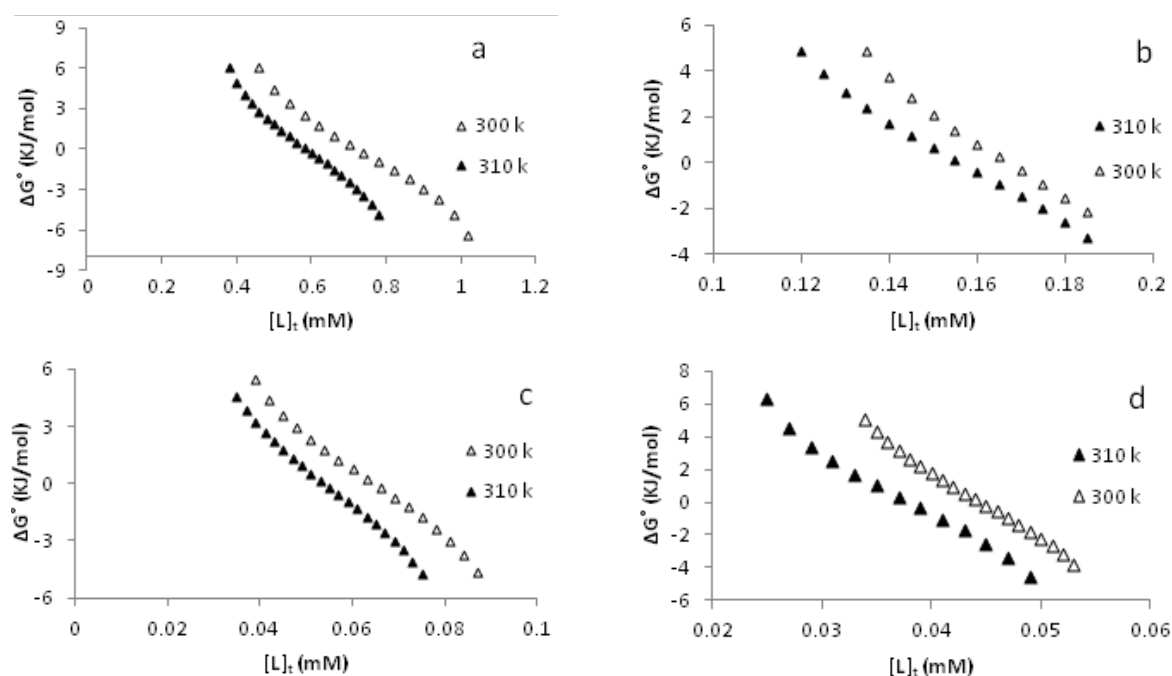 a
9
6
3
0
-3
-6
-9
ΔG° (KJ/mol)
300 k
310 k
0 0.2 0.4 0.6 0.8 1 1.2
[L]t (mM)
b
6
4
2
0
-2
-4
ΔG° (KJ/mol)
310 k
300 k
0.1 0.12 0.14 0.16 0.18 0.2
[L]t (mM)
c
6
3
0
-3
-6
ΔG° (KJ/mol)
300 k
310 k
0 0.02 0.04 0.06 0.08 0.1
[L]t (mM)
d
8
6
4
2
0
-2
-4
-6
ΔG° (KJ/mol)
310 k
300 k
0.02 0.03 0.04 0.05 0.06
[L]t (mM)